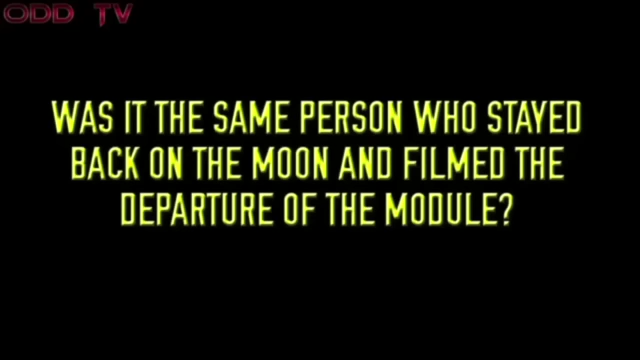 ODD TV
WAS IT THE SAME PERSON WHO STAYED
BACK ON THE MOON AND FILMED THE
DEPARTURE OF THE MODULE?